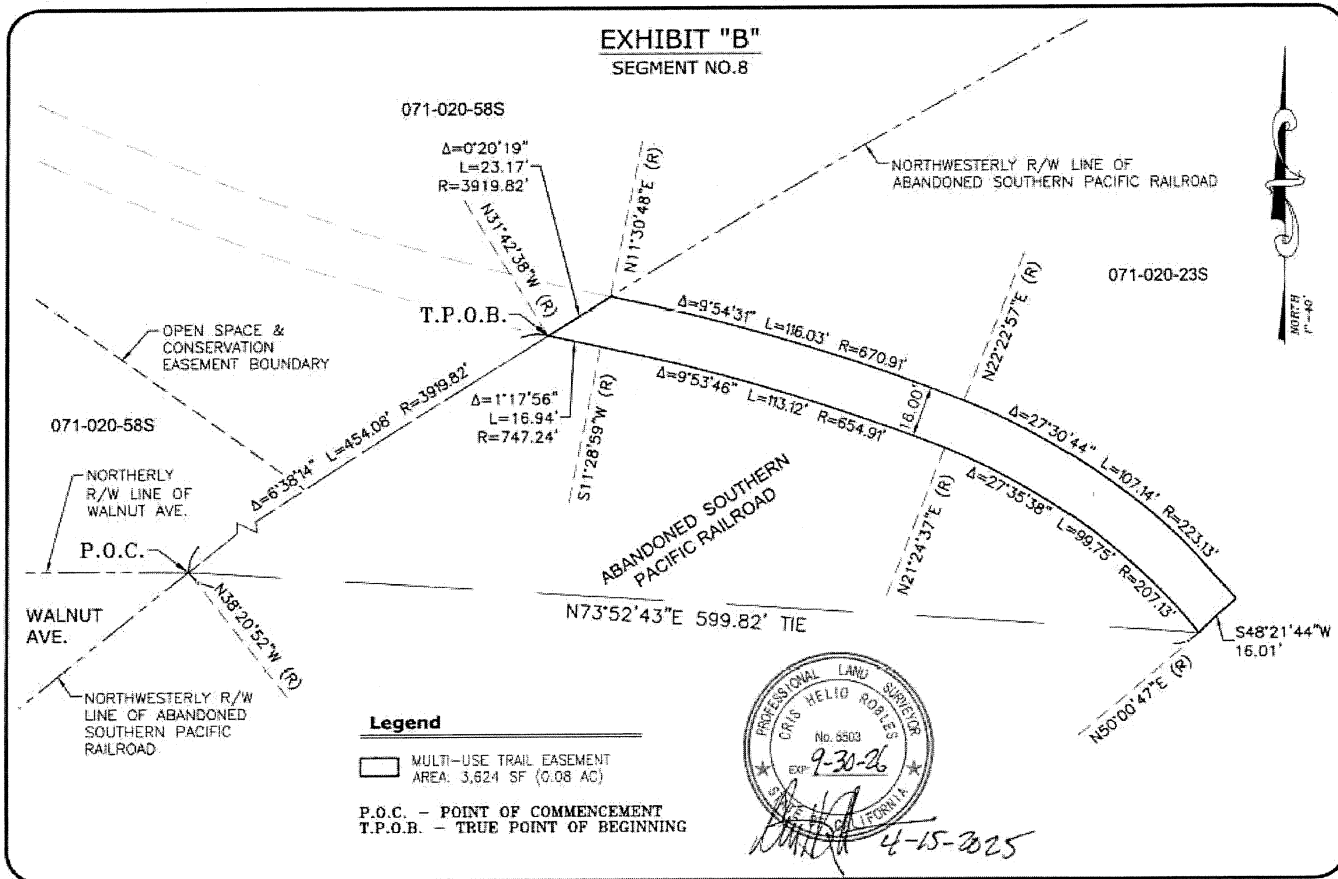 EXHIBIT "B"
SEGMENT NO.8
071-020-58S
Δ=0°20'19"
L=23.17'
R=3919.82'
N31°42'38"W (R)
N11°30'48"E (R)
NORTHWESTERLY R/W LINE OF
ABANDONED SOUTHERN PACIFIC RAILROAD
NORTH
1"=40'
071-020-23S
T.P.O.B.
Δ=9°54'31" L=116.03' R=670.91'
N22°22'57"E (R)
OPEN SPACE &
CONSERVATION
EASEMENT BOUNDARY
Δ=6°38'14" L=454.08' R=3919.82'
Δ=1°17'56"
L=16.94'
R=747.24'
S11°28'59"W (R)
Δ=9°53'46" L=113.12' R=654.91'
16.00'
Δ=27°30'44" L=107.14' R=223.13'
071-020-58S
NORTHERLY
R/W LINE OF
WALNUT AVE.
P.O.C.
ABANDONED SOUTHERN
PACIFIC RAILROAD
N21°24'37"E (R)
Δ=27°35'38" L=99.75' R=207.13'
WALNUT
AVE.
N38°20'52"W (R)
N73°52'43"E 599.82' TIE
S48°21'44"W
16.01'
N50°00'47"E (R)
NORTHWESTERLY R/W
LINE OF ABANDONED
SOUTHERN PACIFIC
RAILROAD
Legend
MULTI-USE TRAIL EASEMENT
AREA: 3,624 SF (0.08 AC)
P.O.C. - POINT OF COMMENCEMENT
T.P.O.B. - TRUE POINT OF BEGINNING
PROFESSIONAL LAND SURVEYOR
CRIS HELIO ROBLES
No. 8503
EXP 9-30-26
STATE OF CALIFORNIA
4-15-2025